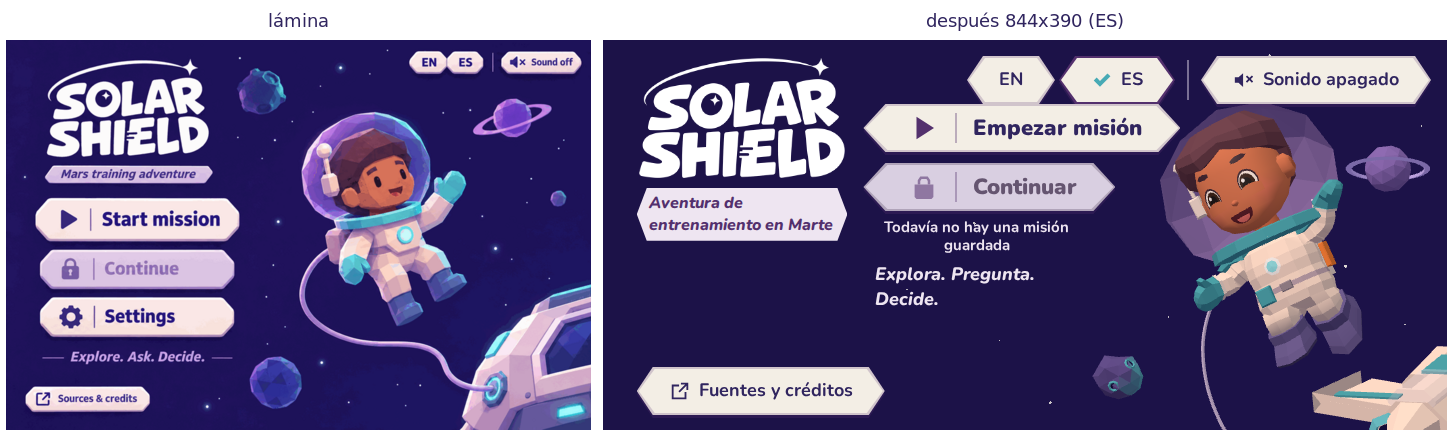 lámina
SOLAR
SHIELD
EN
ES
Sound off
Mars training adventure
Start mission
Continue
Settings
Explore. Ask. Decide.
Sources & credits
después 844x390 (ES)
SOLAR
SHIELD
EN
ES
Sonido apagado
Aventura de
entrenamiento en Marte
Empezar misión
Continuar
Todavía no hay una misión
guardada
Explora. Pregunta.
Decide.
Fuentes y créditos